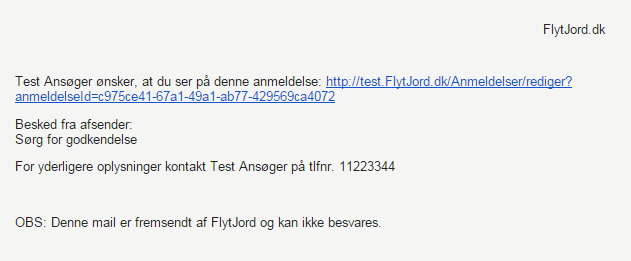 FlytJord.dk
Test Ansøger ønsker, at du ser på denne anmeldelse: http://test.FlytJord.dk/Anmeldelser/rediger?
anmeldelseId=c975ce41-67a1-49a1-ab77-429569ca4072
Besked fra afsender:
Sørg for godkendelse
For yderligere oplysninger kontakt Test Ansøger på tlfnr. 11223344
OBS: Denne mail er fremsendt af FlytJord og kan ikke besvares.